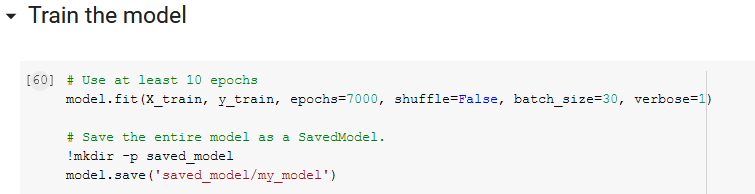 Train the model
[60] # Use at least 10 epochs
model.fit(X_train, y_train, epochs=7000, shuffle=False, batch_size=30, verbose=1)
# Save the entire model as a SavedModel.
!mkdir -p saved_model
model.save('saved_model/my_model')